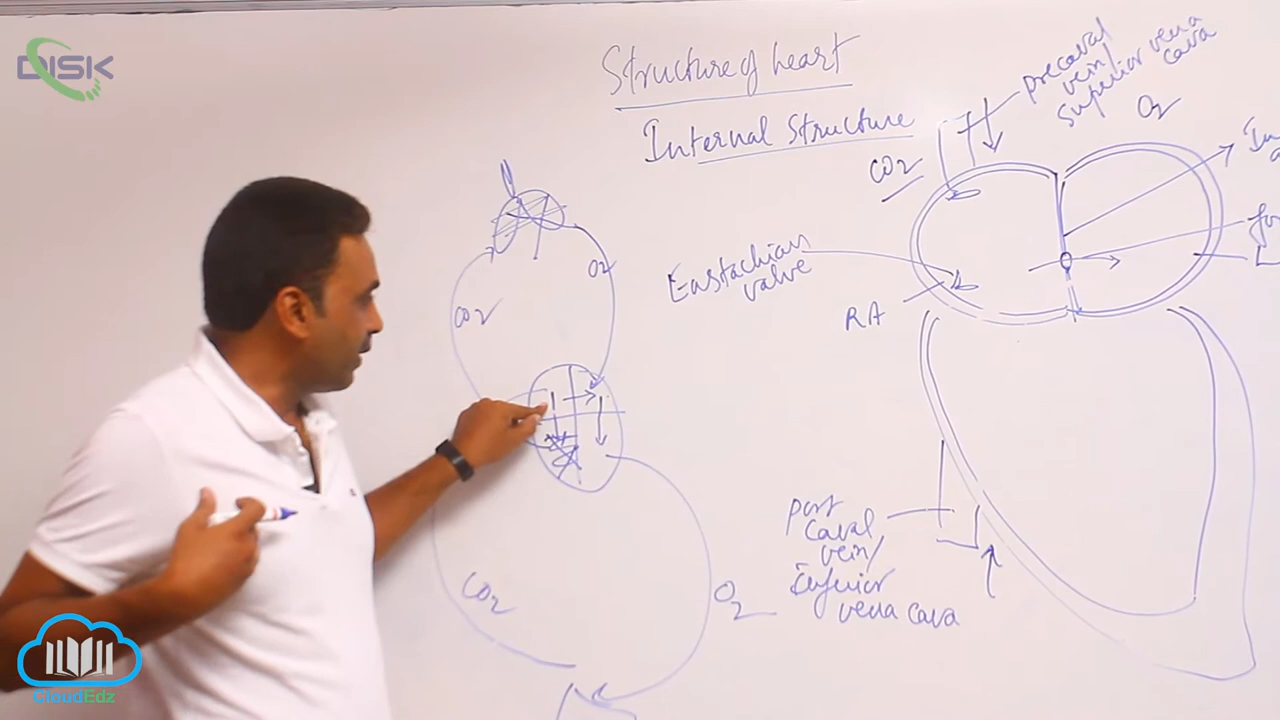 DISK
Structure of heart
Internal Structure
precaval
vein/
superior vena
cava
CO2
O2
Eustachian
valve
RA
O2
CO2
post
caval
vein/
inferior
vena cava
CO2
O2
CloudEdz